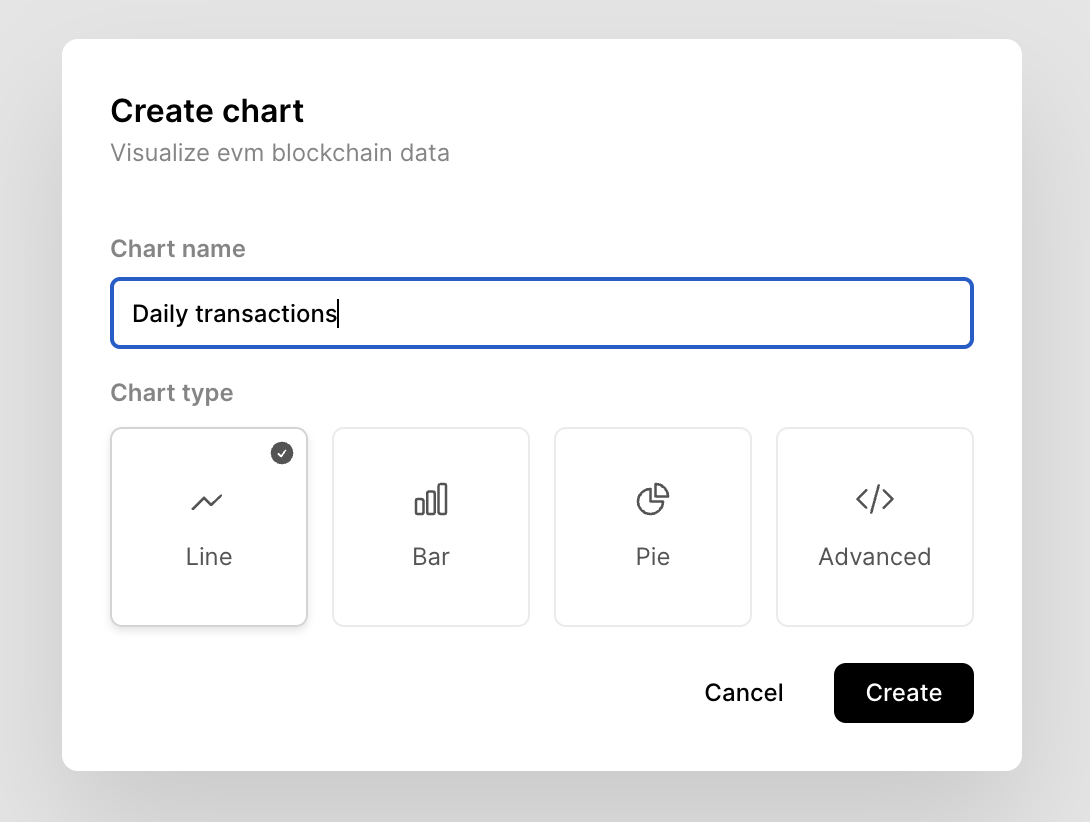 Create chart
Visualize evm blockchain data
Chart name
Daily transactions
Chart type
Line
Bar
Pie
Advanced
Cancel
Create